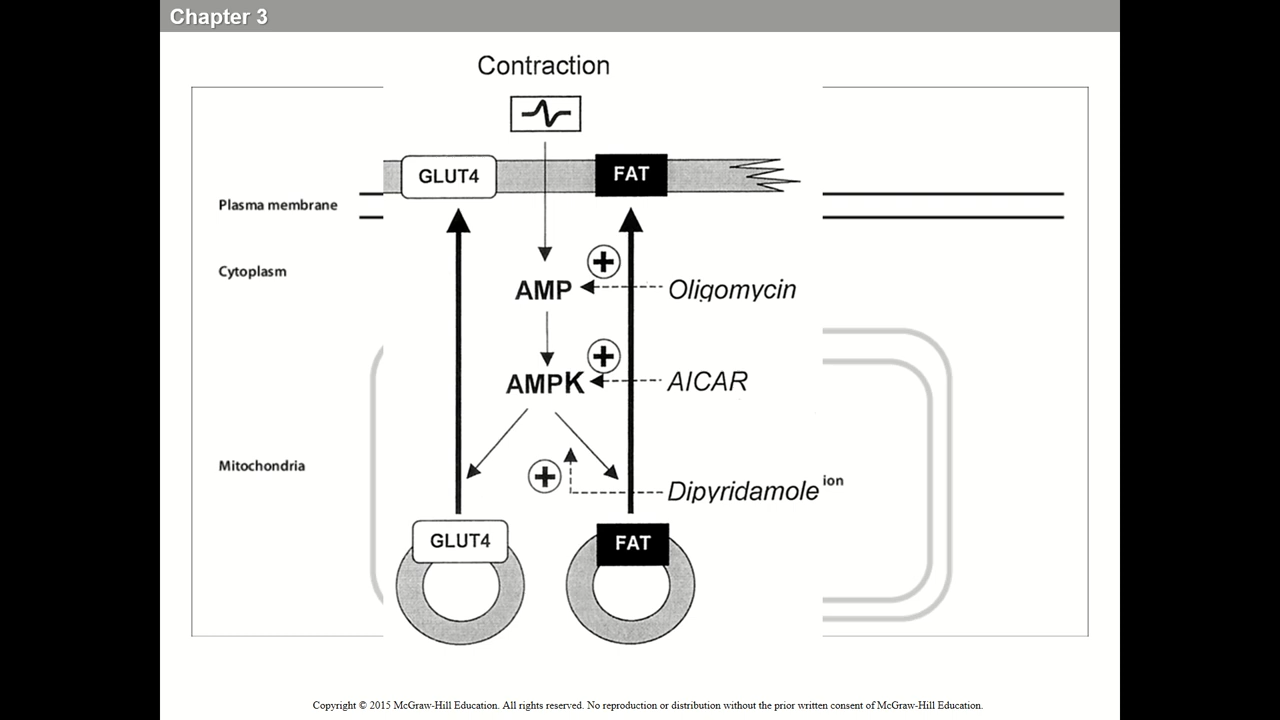 Chapter 3
Contraction
GLUT4
FAT
Plasma membrane
Cytoplasm
AMP
Oligomycin
AMPK
AICAR
Mitochondria
Dipyridamole
ion
GLUT4
FAT
Copyright © 2015 McGraw-Hill Education. All rights reserved. No reproduction or distribution without the prior written consent of McGraw-Hill Education.